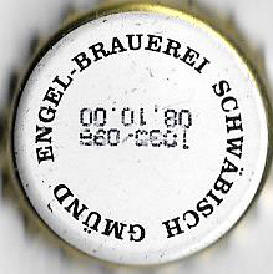 ENGEL-BRAUEREI SCHWÄBISCH GMÜND
08.10.00